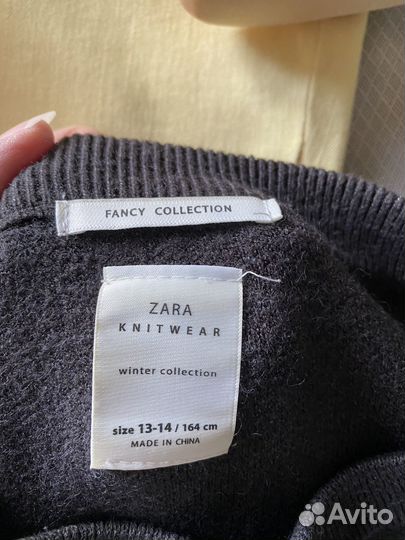 FANCY COLLECTION
ZARA
KNITWEAR
winter collection
size 13-14 / 164 cm
MADE IN CHINA
Avito